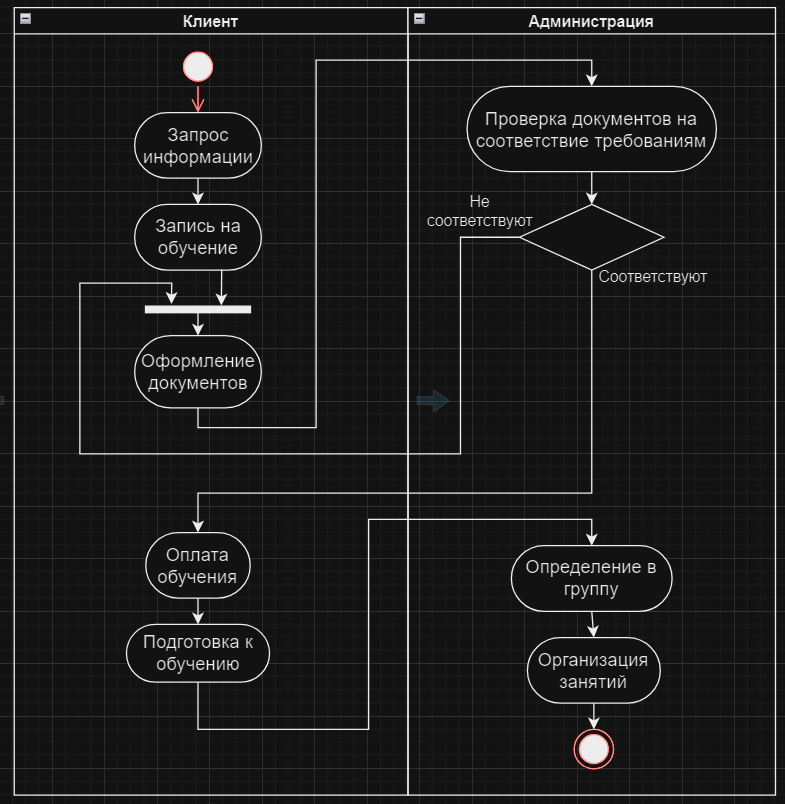 Клиент
Администрация
Запрос
информации
Запись на
обучение
Оформление
документов
Проверка документов на
соответствие требованиям
Не
соответствуют
Соответствуют
Оплата
обучения
Подготовка к
обучению
Определение в
группу
Организация
занятий